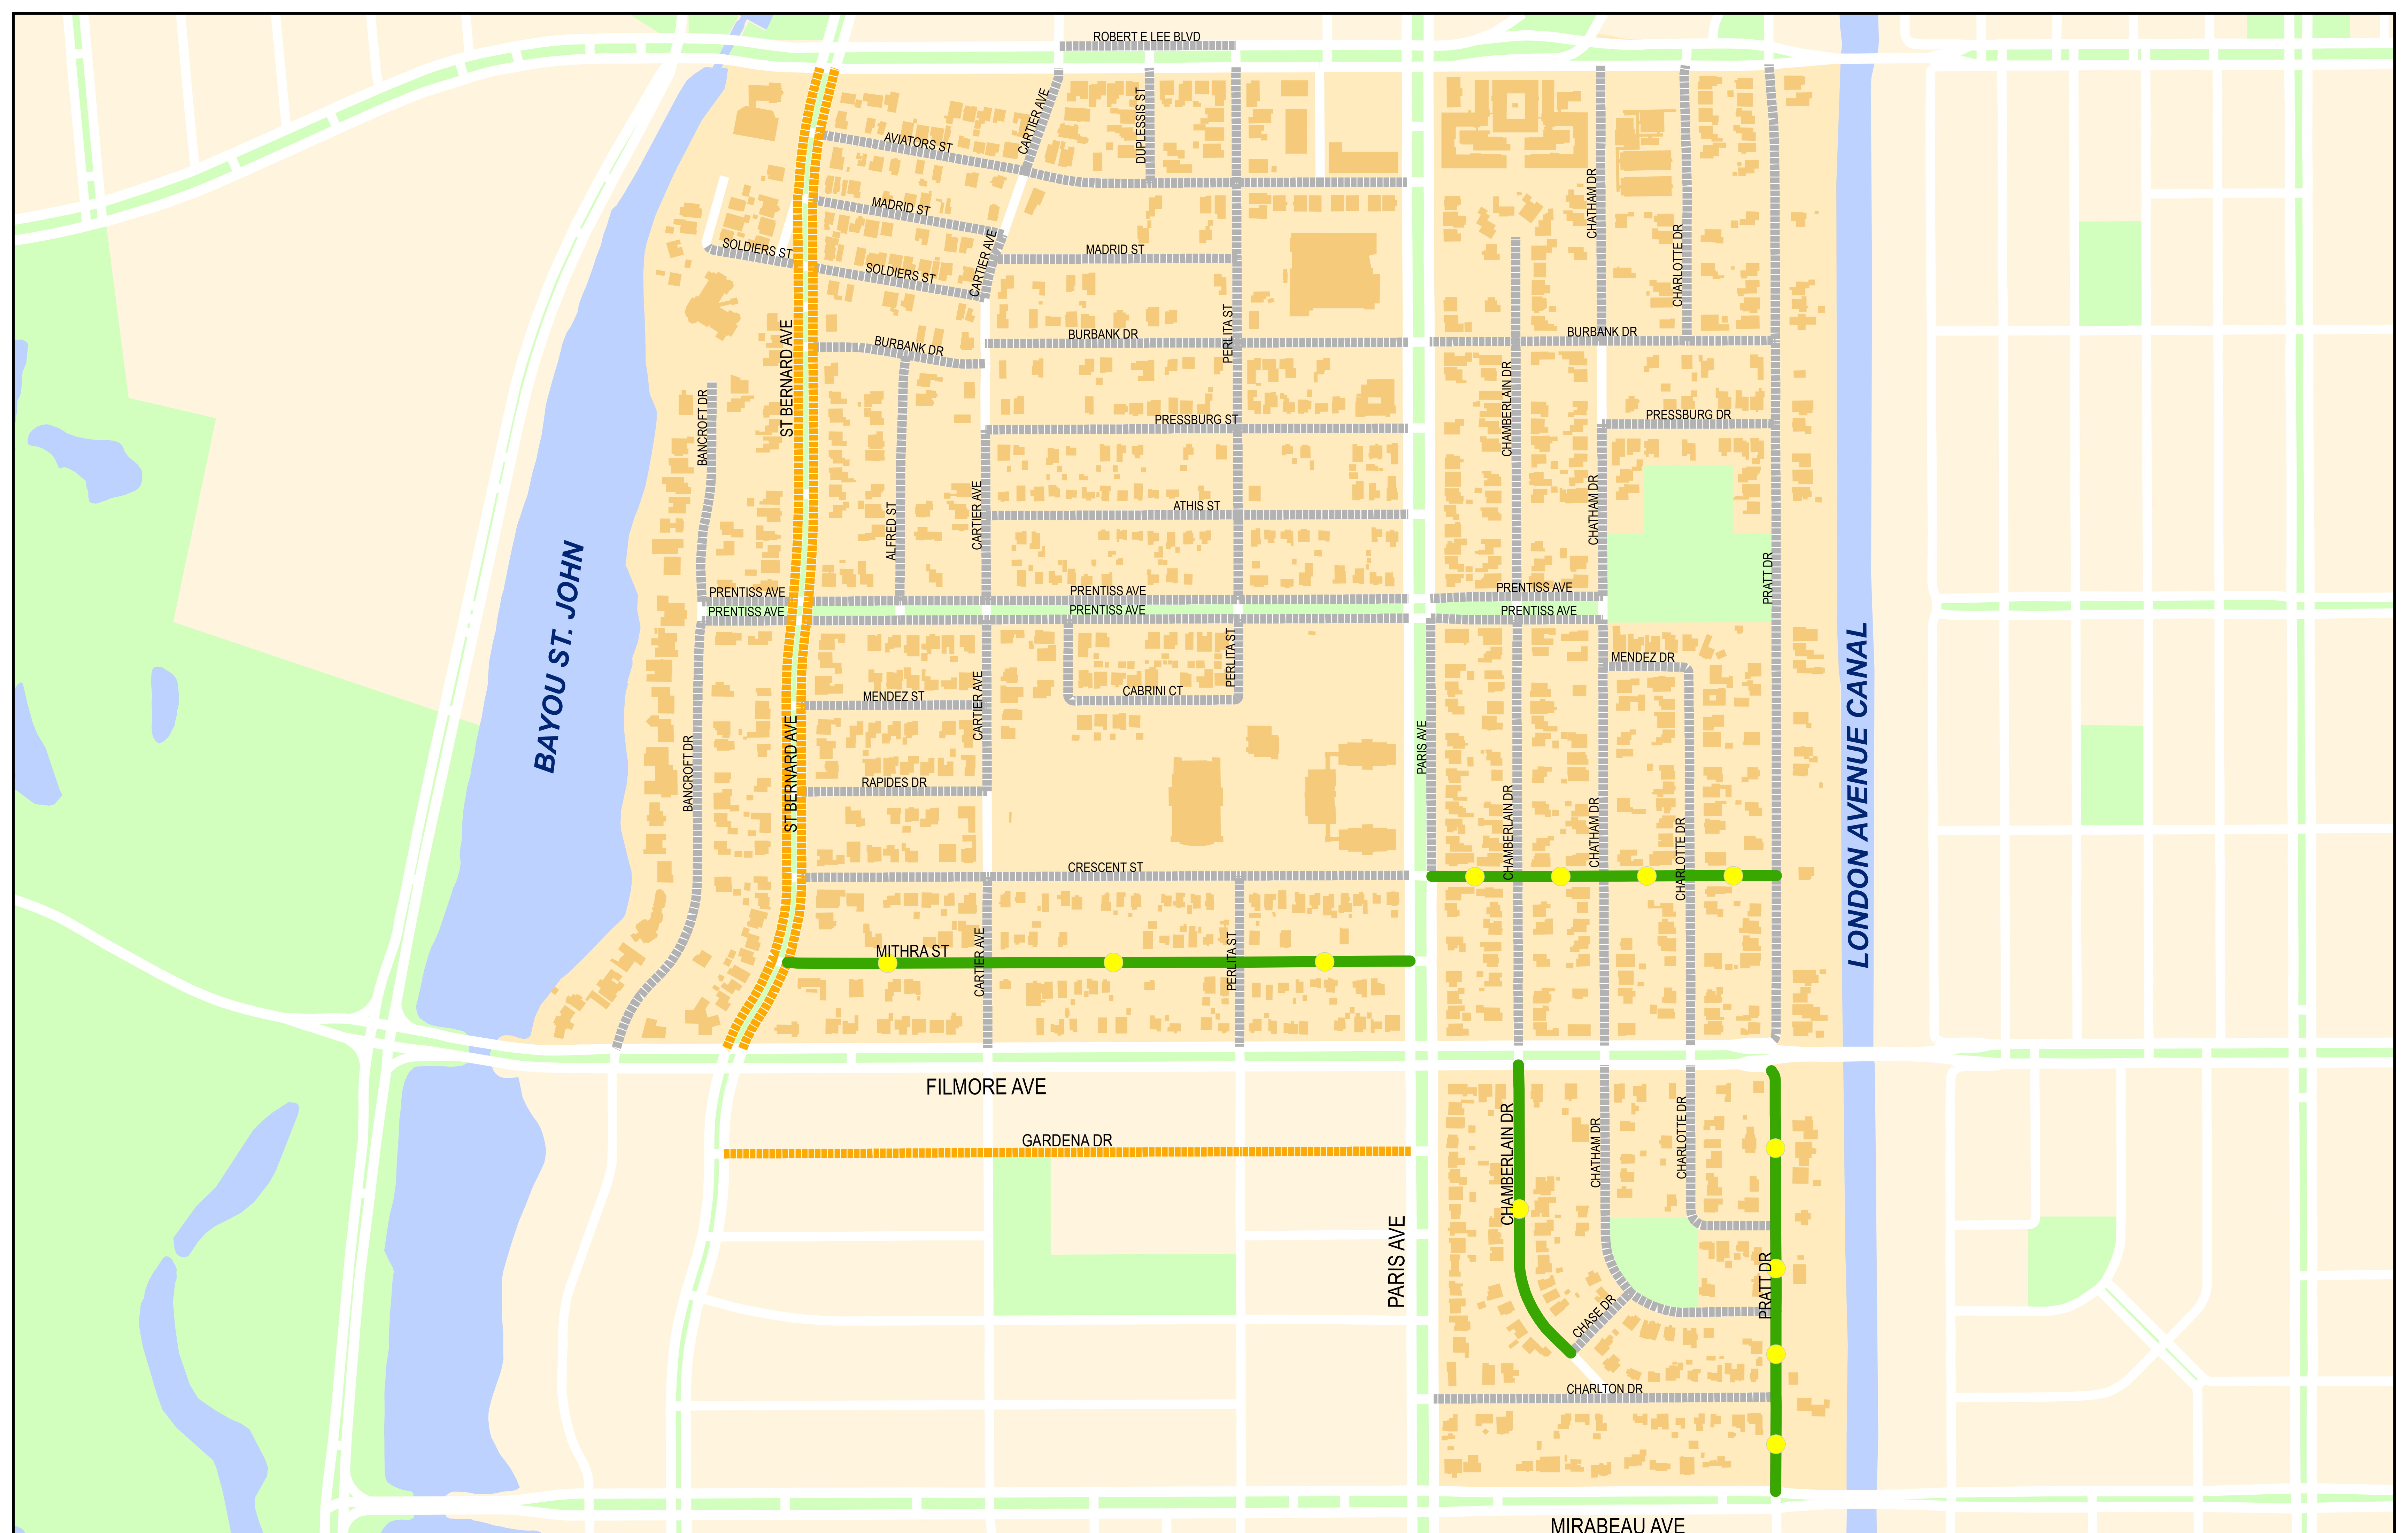 ROBERT E LEE BLVD
AVIATORS ST
CARTIER AVE
DUPLESSIS ST
MADRID ST
CHATHAM DR
SOLDIERS ST
SOLDIERS ST
CARTIER AVE
MADRID ST
CHARLOTTE DR
ST BERNARD AVE
BURBANK DR
BURBANK DR
PERLITA ST
BURBANK DR
BANCROFT DR
CHAMBERLAIN DR
PRESSBURG ST
PRESSBURG DR
ALFRED ST
CARTIER AVE
ATHIS ST
CHATHAM DR
BAYOU ST. JOHN
PRATT DR
PRENTISS AVE
PRENTISS AVE
PRENTISS AVE
PRENTISS AVE
PRENTISS AVE
PRENTISS AVE
MENDEZ DR
PERLITA ST
LONDON AVENUE CANAL
MENDEZ ST
CARTIER AVE
CABRINI CT
PARIS AVE
BANCROFT DR
ST BERNARD AVE
RAPIDES DR
CHAMBERLAIN DR
CHATHAM DR
CHARLOTTE DR
CRESCENT ST
MITHRA ST
CARTIER AVE
PERLITA ST
FILMORE AVE
GARDENA DR
CHAMBERLAIN DR
CHATHAM DR
CHARLOTTE DR
PARIS AVE
PRATT DR
CHASE DR
CHARLTON DR
MIRABEAU AVE